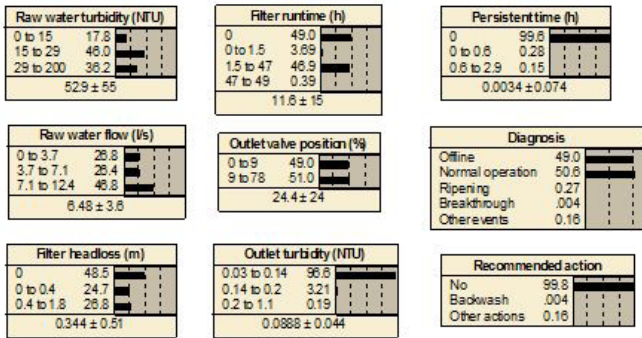 Raw water turbidity (NTU)
0 to 15 17.8
15 to 29 46.0
29 to 200 36.2
52.9 ± 55
Filter runtime (h)
0 49.0
0 to 1.5 3.69
1.5 to 47 46.9
47 to 49 0.39
11.6 ± 15
Persistent time (h)
0 99.6
0 to 0.6 0.28
0.6 to 2.9 0.15
0.0034 ± 0.074
Raw water flow (l/s)
0 to 3.7 26.8
3.7 to 7.1 26.4
7.1 to 12.4 46.8
6.48 ± 3.6
Outlet valve position (%)
0 to 9 49.0
9 to 78 51.0
24.4 ± 24
Diagnosis
Offline 49.0
Normal operation 50.6
Ripening 0.27
Breakthrough .004
Other events 0.16
Filter headloss (m)
0 48.5
0 to 0.4 24.7
0.4 to 1.8 26.8
0.344 ± 0.51
Outlet turbidity (NTU)
0.03 to 0.14 96.6
0.14 to 0.2 3.21
0.2 to 1.1 0.19
0.0888 ± 0.044
Recommended action
No 99.8
Backwash .004
Other actions 0.16